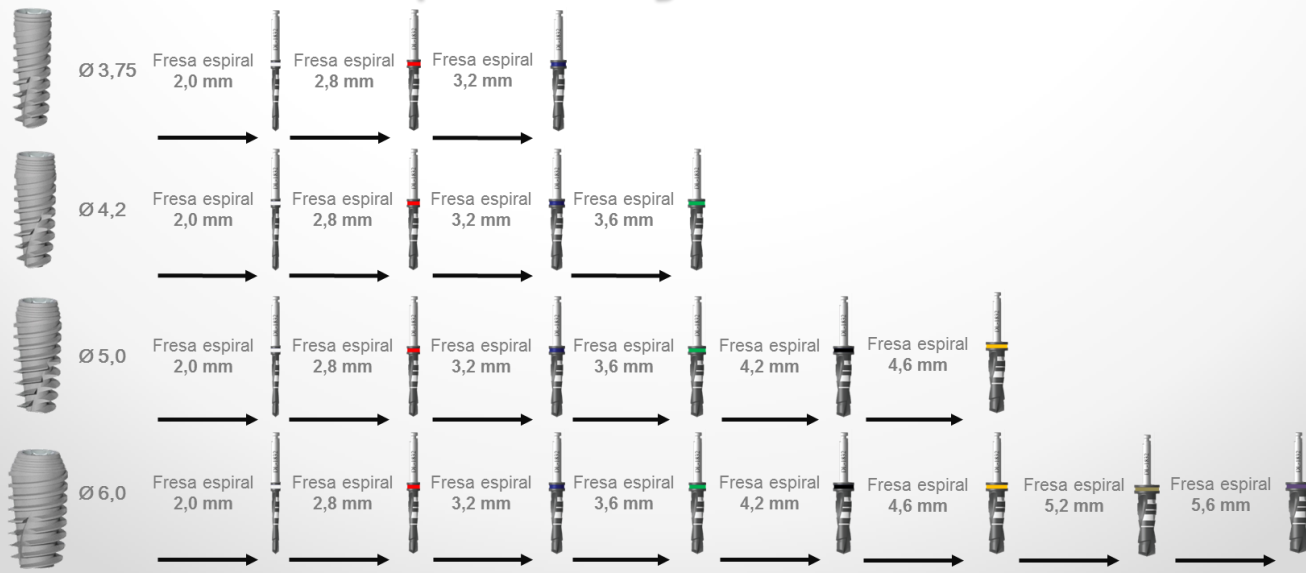 Ø 3,75
Fresa espiral
2,0 mm
Fresa espiral
2,8 mm
Fresa espiral
3,2 mm
Ø 4,2
Fresa espiral
2,0 mm
Fresa espiral
2,8 mm
Fresa espiral
3,2 mm
Fresa espiral
3,6 mm
Ø 5,0
Fresa espiral
2,0 mm
Fresa espiral
2,8 mm
Fresa espiral
3,2 mm
Fresa espiral
3,6 mm
Fresa espiral
4,2 mm
Fresa espiral
4,6 mm
Ø 6,0
Fresa espiral
2,0 mm
Fresa espiral
2,8 mm
Fresa espiral
3,2 mm
Fresa espiral
3,6 mm
Fresa espiral
4,2 mm
Fresa espiral
4,6 mm
Fresa espiral
5,2 mm
Fresa espiral
5,6 mm